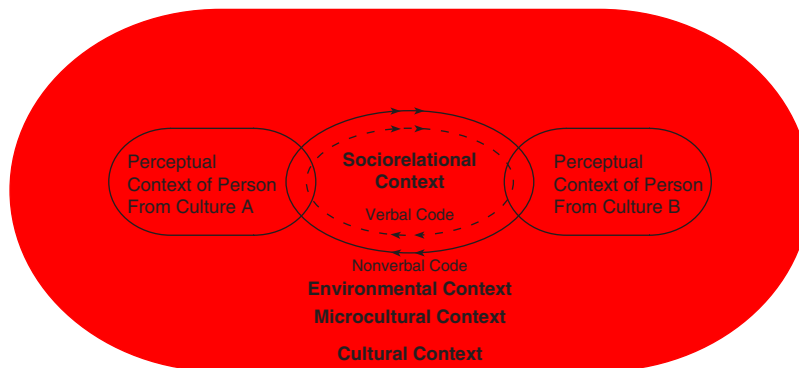 Perceptual
Context of Person
From Culture A
Sociorelational
Context
Verbal Code
Perceptual
Context of Person
From Culture B
Nonverbal Code
Environmental Context
Microcultural Context
Cultural Context